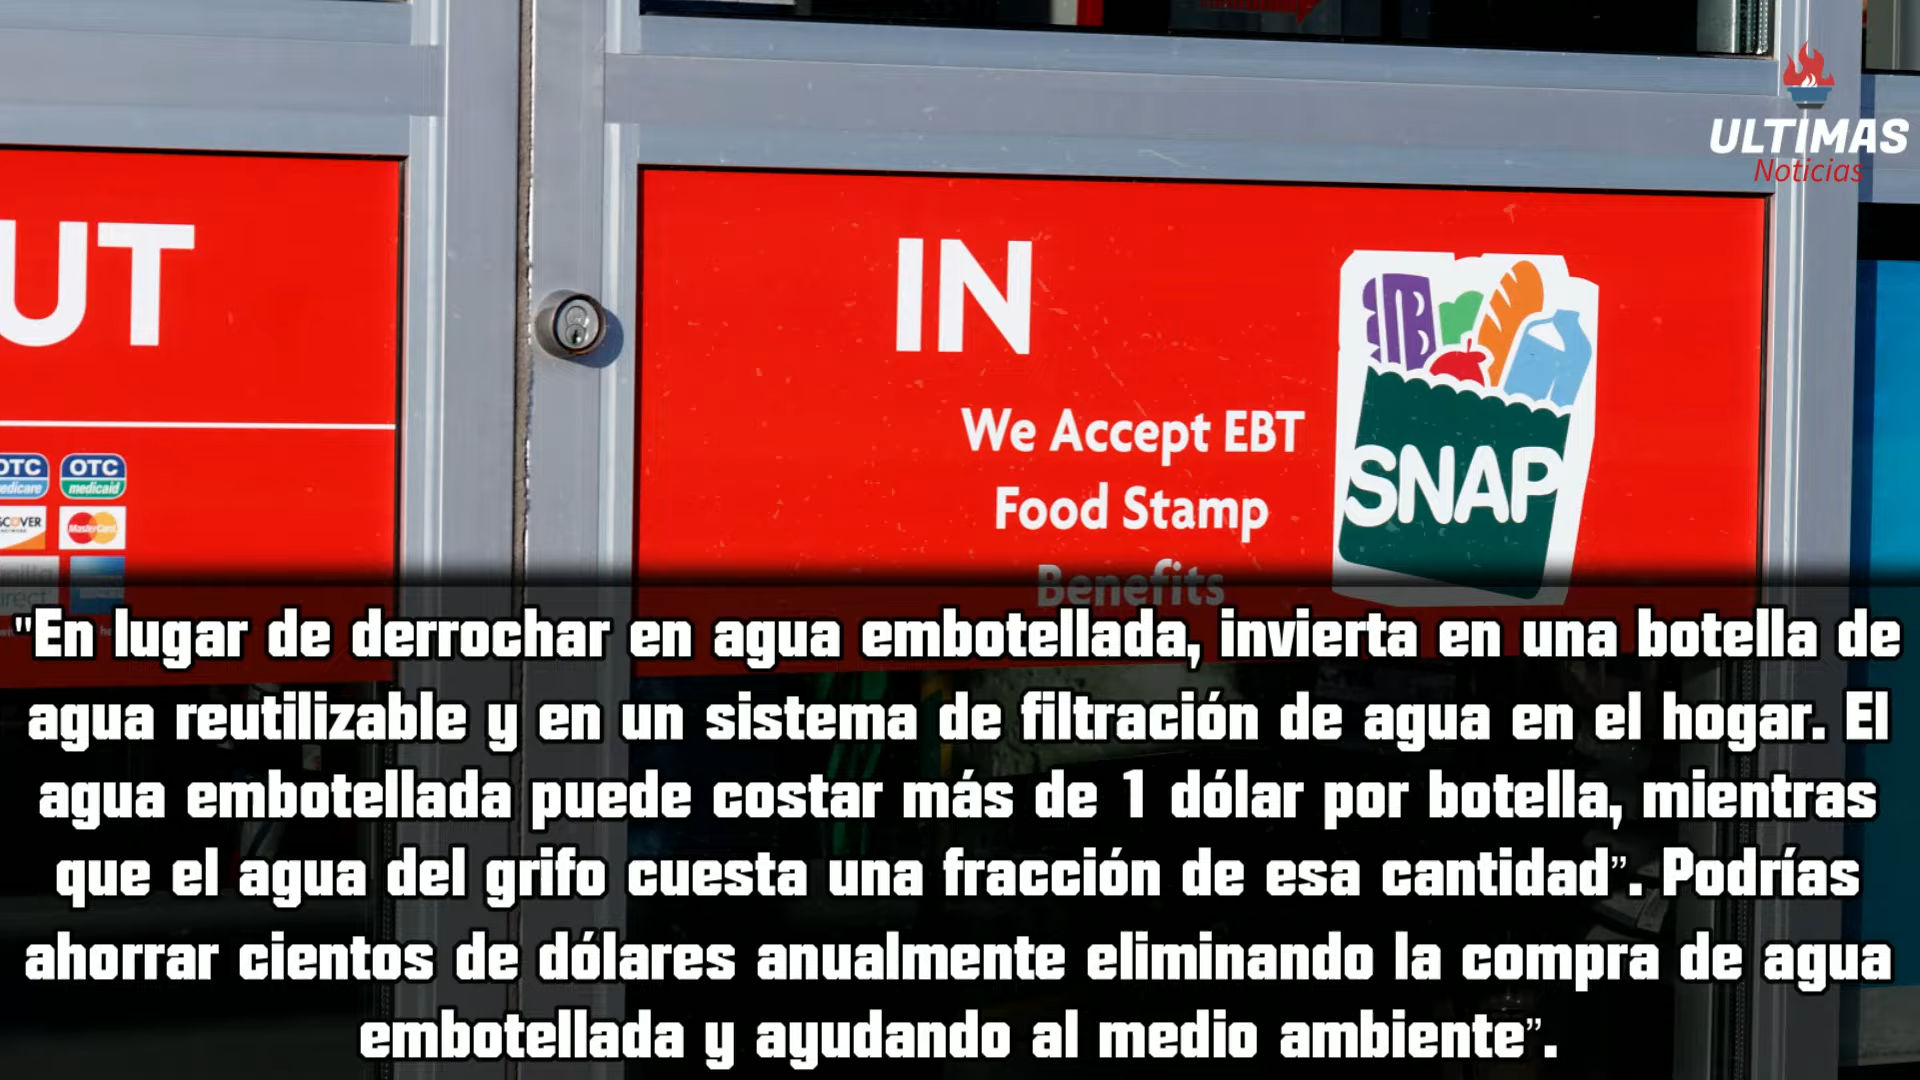 ULTIMAS
Noticias
UT
IN
We Accept EBT
Food Stamp
Benefits
SNAP
OTC
OTC
medicaid
MasterCard
"En lugar de derrochar en agua embotellada, invierta en una botella de
agua reutilizable y en un sistema de filtración de agua en el hogar. El
agua embotellada puede costar más de 1 dólar por botella, mientras
que el agua del grifo cuesta una fracción de esa cantidad”. Podrías
ahorrar cientos de dólares anualmente eliminando la compra de agua
embotellada y ayudando al medio ambiente”.